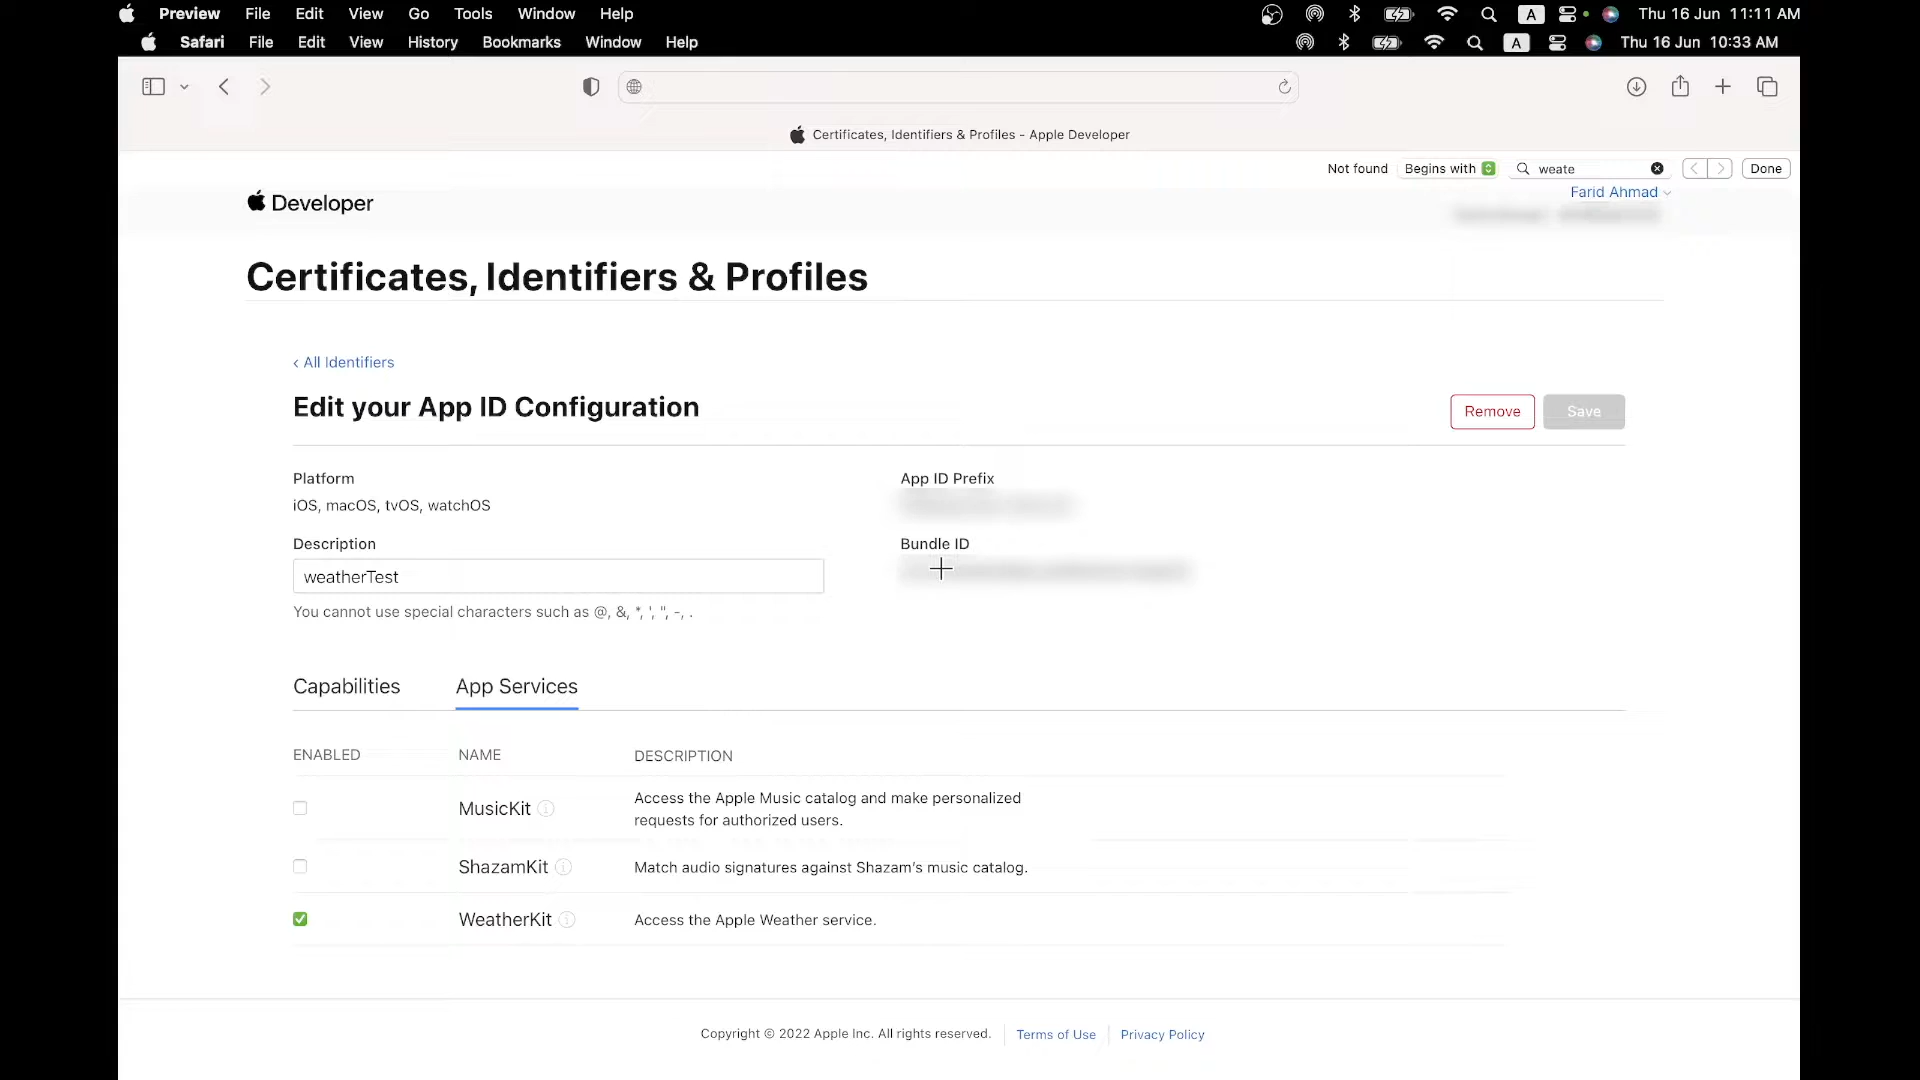 Preview File Edit View Go Tools Window Help A Thu 16 Jun 11:11 AM
Safari File Edit View History Bookmarks Window Help A Thu 16 Jun 10:33 AM
Certificates, Identifiers & Profiles - Apple Developer
Not found Begins with weate Done
Developer
Farid Ahmad
Certificates, Identifiers & Profiles
‹ All Identifiers
Edit your App ID Configuration
Remove Save
Platform
iOS, macOS, tvOS, watchOS
App ID Prefix
Description
weatherTest
You cannot use special characters such as @, &, *, ', ", -, .
Bundle ID
Capabilities App Services
ENABLED NAME DESCRIPTION
MusicKit Access the Apple Music catalog and make personalized
requests for authorized users.
ShazamKit Match audio signatures against Shazam's music catalog.
WeatherKit Access the Apple Weather service.
Copyright © 2022 Apple Inc. All rights reserved. Terms of Use Privacy Policy